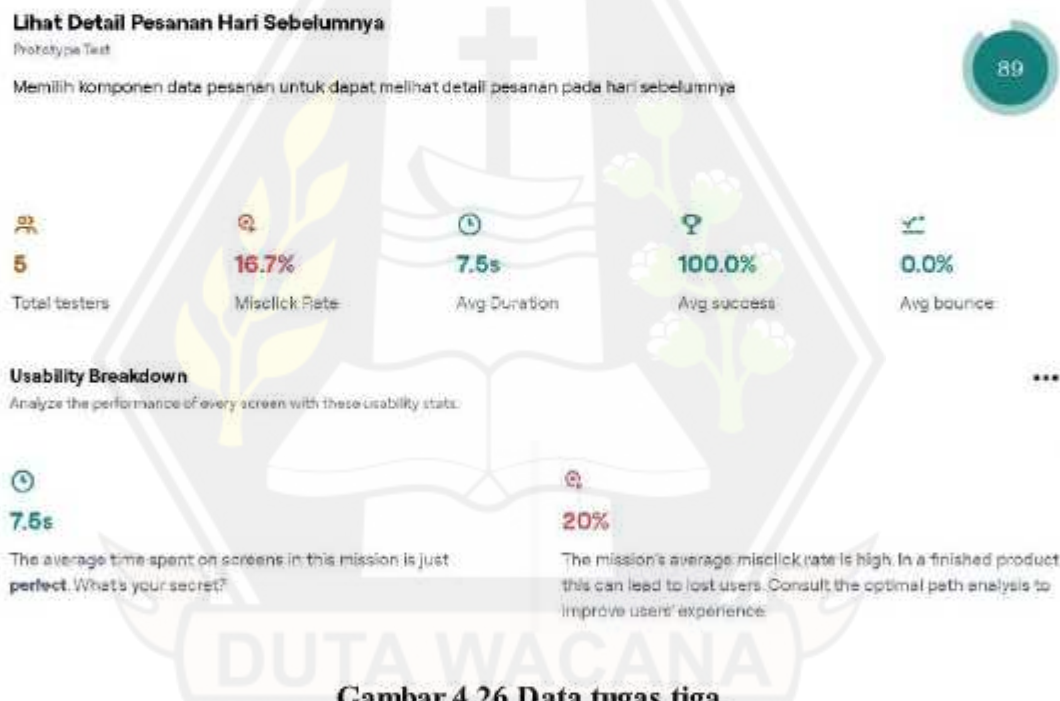 Lihat Detail Pesanan Hari Sebelumnya
Prototype Test
Memilih komponen data pesanan untuk dapat melihat detail pesanan pada hari sebelumnya
89
5
16.7%
7.5s
100.0%
0.0%
Total testers
Misclick Rate
Avg Duration
Avg success
Avg bounce
Usability Breakdown
Analyze the performance of every screen with these usability stats.
7.5s
20%
The average time spent on screens in this mission is just
perfect. What's your secret?
The mission's average misclick rate is high. In a finished product
this can lead to lost users. Consult the optimal path analysis to
improve users' experience.
DUTA WACANA
Gambar 4.26 Data tugas tiga